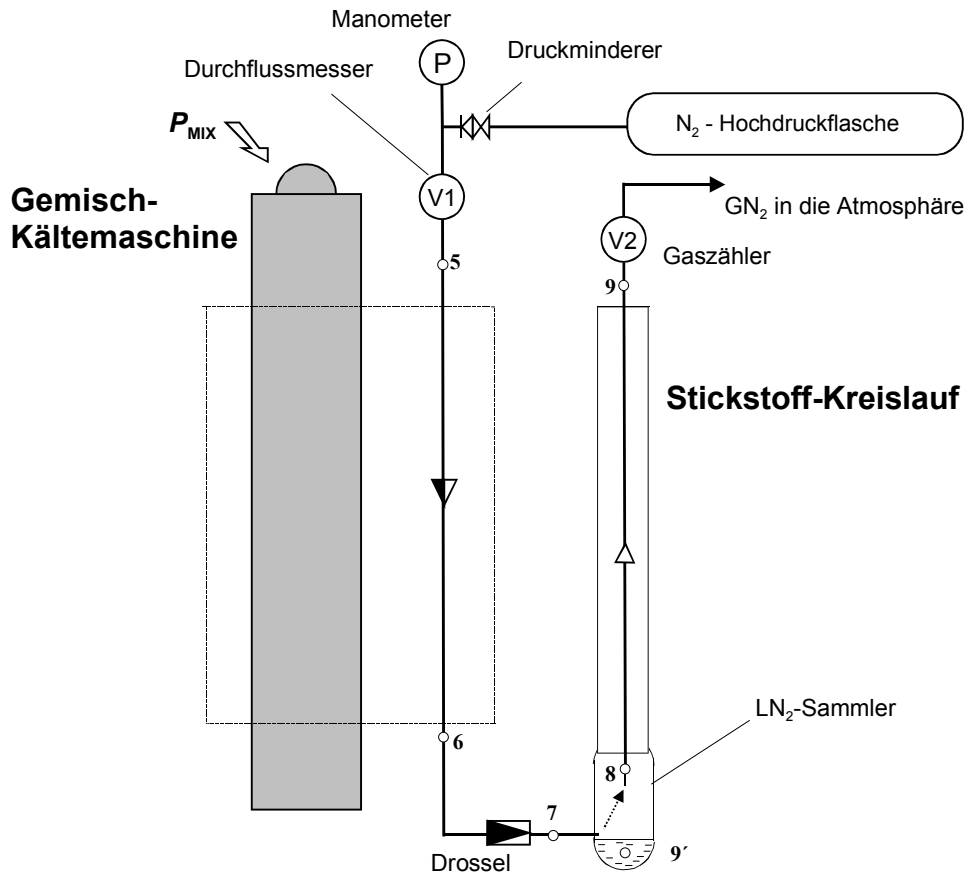 Manometer
P
Druckminderer
Durchflussmesser
P MIX
N₂ - Hochdruckflasche
V1
GN₂ in die Atmosphäre
Gemisch-
Kältemaschine
V2
Gaszähler
5
9
Stickstoff-Kreislauf
LN₂-Sammler
6
8
7
9´
Drossel